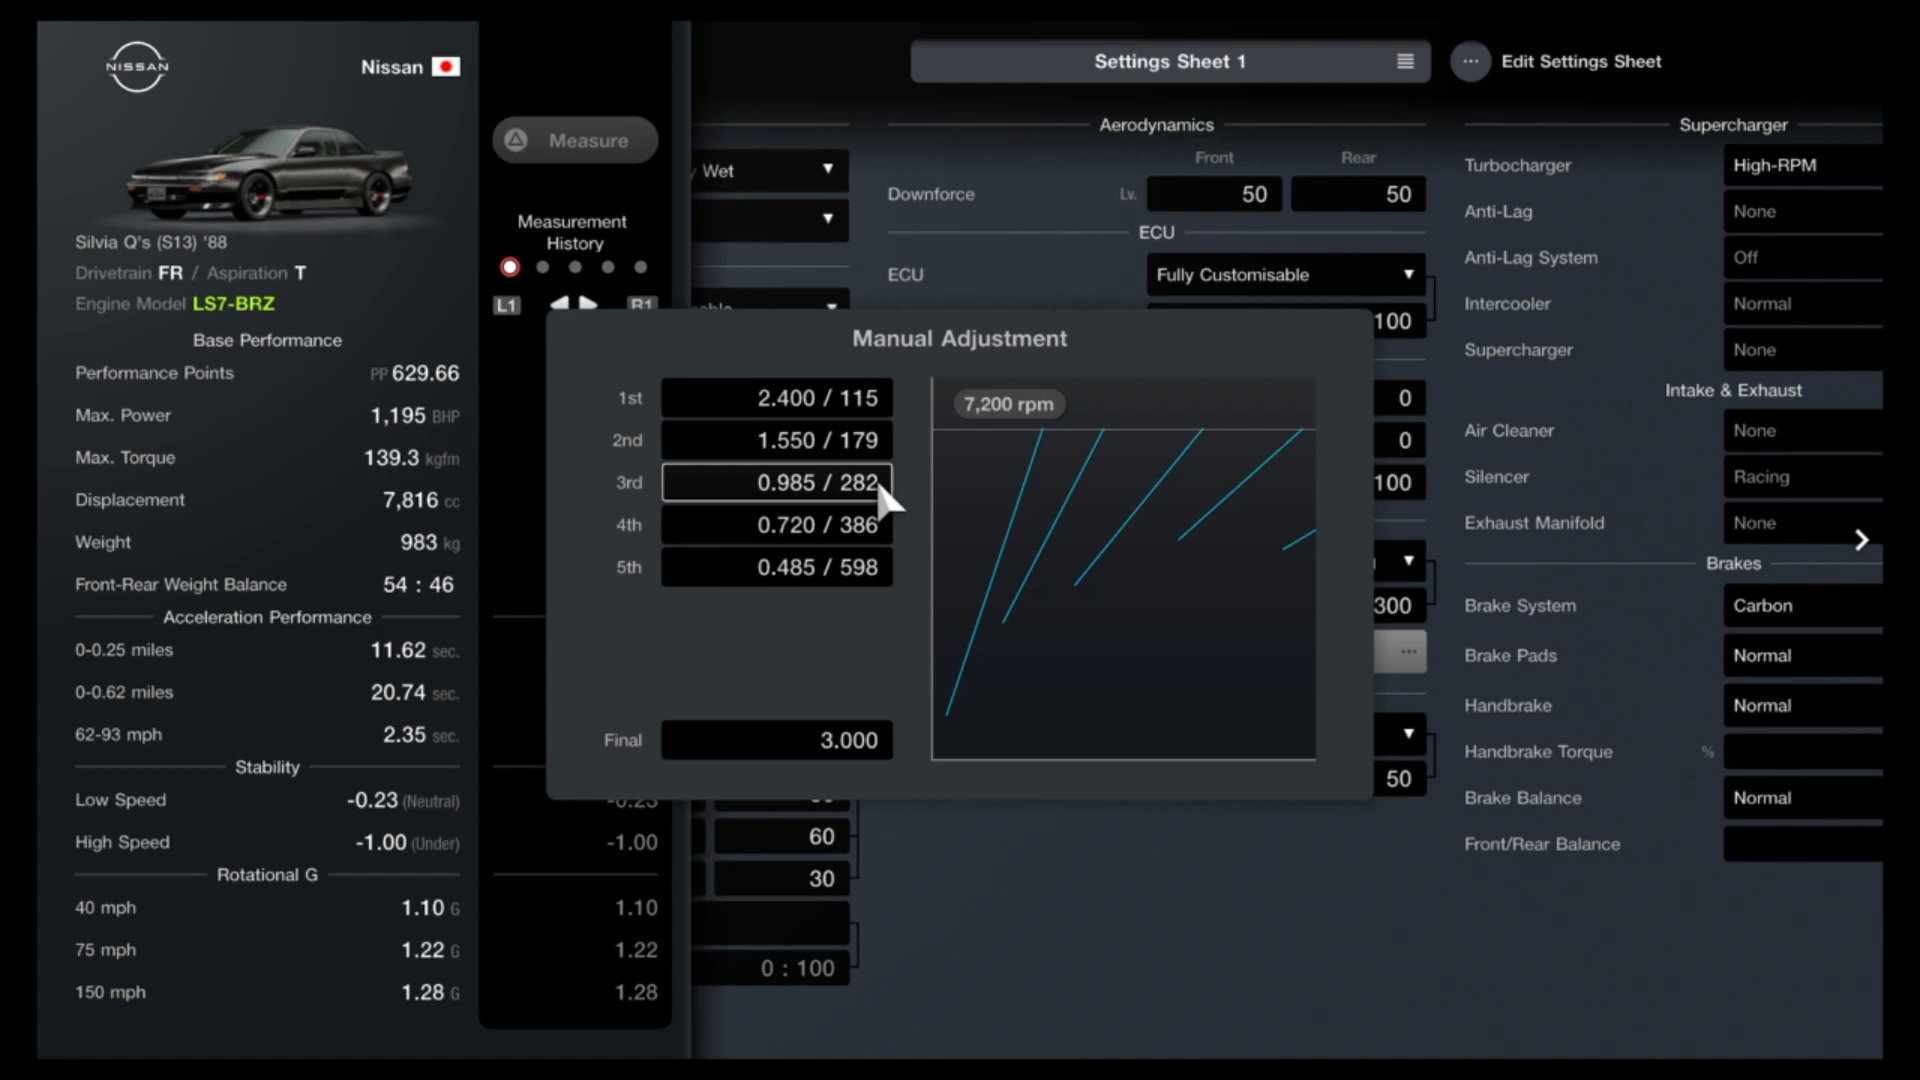 NISSAN
Nissan
Silvia Q's (S13) '88
Drivetrain FR / Aspiration T
Engine Model LS7-BRZ
Base Performance
Performance Points PP 629.66
Max. Power 1,195 BHP
Max. Torque 139.3 kgfm
Displacement 7,816 cc
Weight 983 kg
Front-Rear Weight Balance 54 : 46
Acceleration Performance
0-0.25 miles 11.62 sec.
0-0.62 miles 20.74 sec.
62-93 mph 2.35 sec.
Stability
Low Speed -0.23 (Neutral)
High Speed -1.00 (Under)
Rotational G
40 mph 1.10 G
75 mph 1.22 G
150 mph 1.28 G
Measure
Measurement
History
L1 R1
-0.23
-1.00
1.10
1.22
1.28
Settings Sheet 1
Edit Settings Sheet
Wet
60
30
0 : 100
Aerodynamics
Front Rear
Downforce Lv. 50 50
ECU
ECU Fully Customisable
100
0
0
100
300
50
Manual Adjustment
1st 2.400 / 115
2nd 1.550 / 179
3rd 0.985 / 282
4th 0.720 / 386
5th 0.485 / 598
Final 3.000
7,200 rpm
Supercharger
Turbocharger High-RPM
Anti-Lag None
Anti-Lag System Off
Intercooler Normal
Supercharger None
Intake & Exhaust
Air Cleaner None
Silencer Racing
Exhaust Manifold None
Brakes
Brake System Carbon
Brake Pads Normal
Handbrake Normal
Handbrake Torque %
Brake Balance Normal
Front/Rear Balance